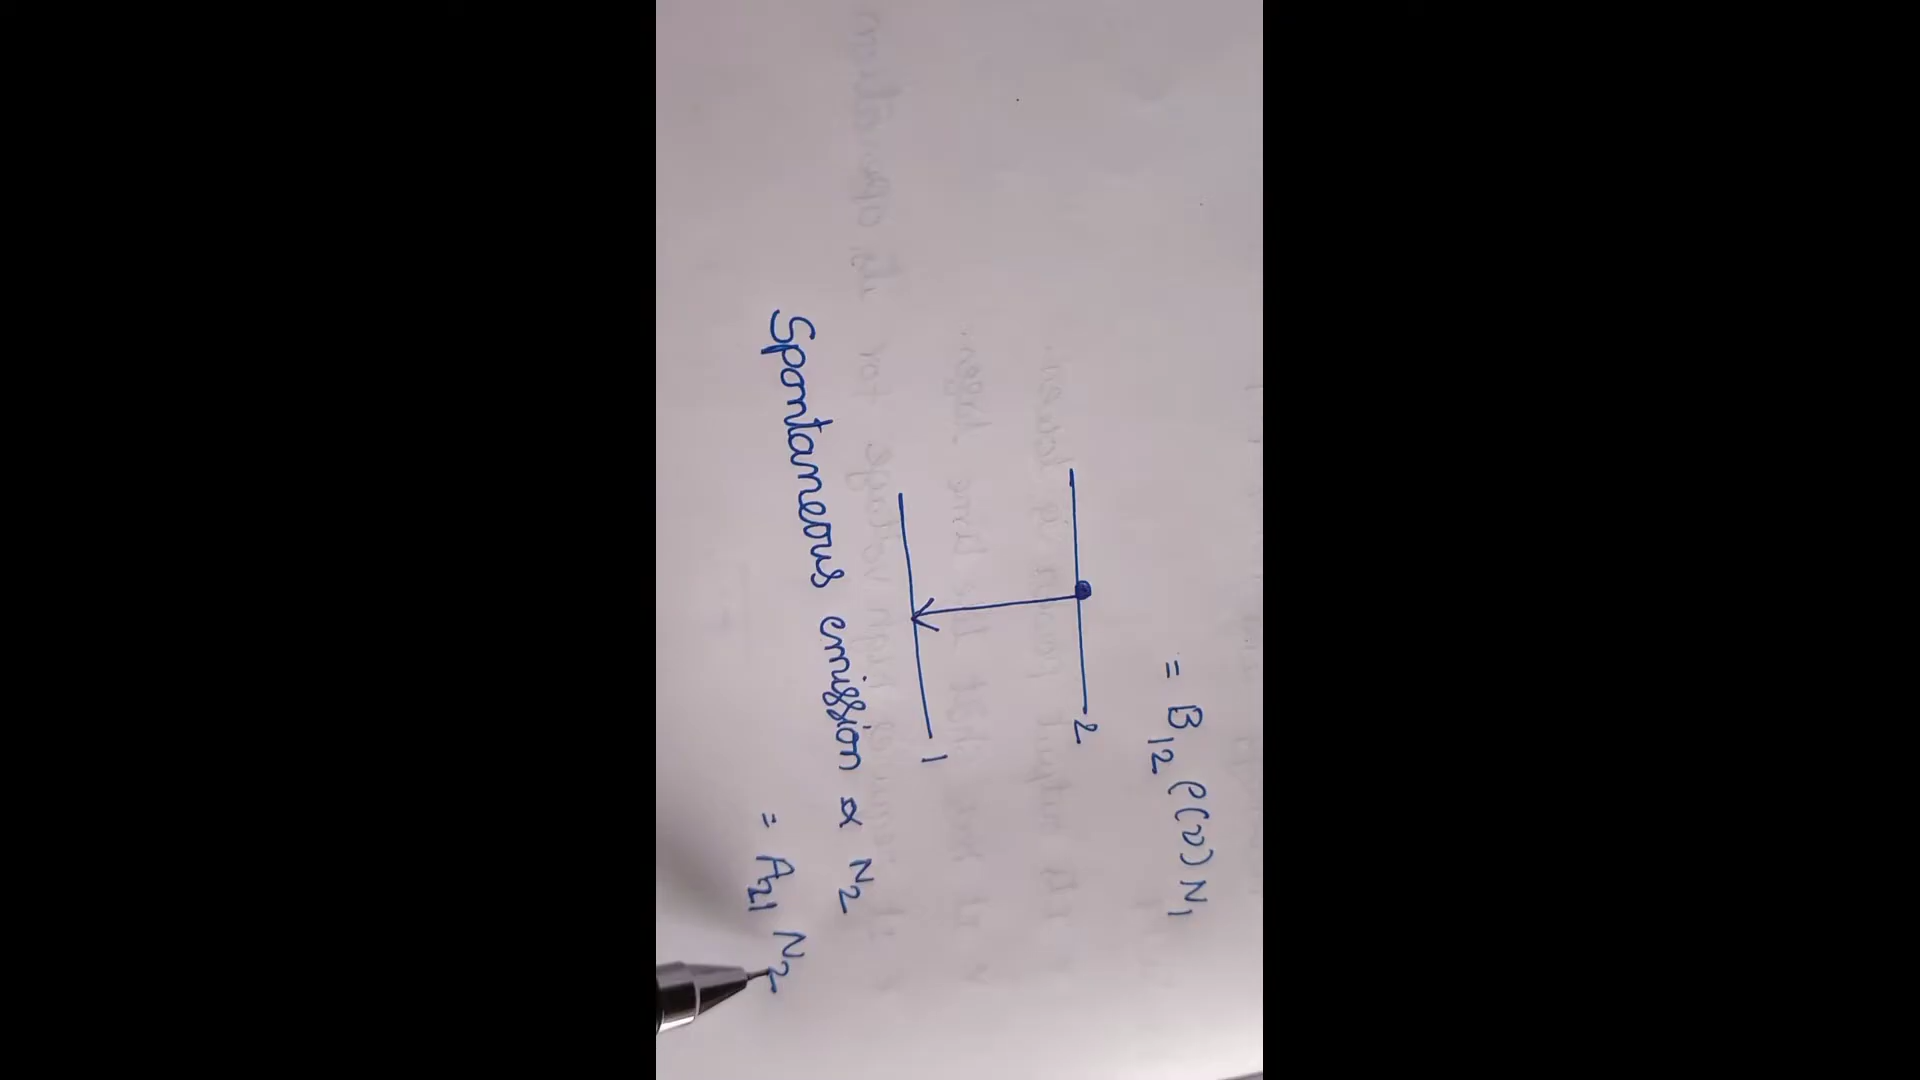 = B₁₂ ρ(ν) N₁
2
1
Spontaneous emission ∝ N₂
= A₂₁ N₂